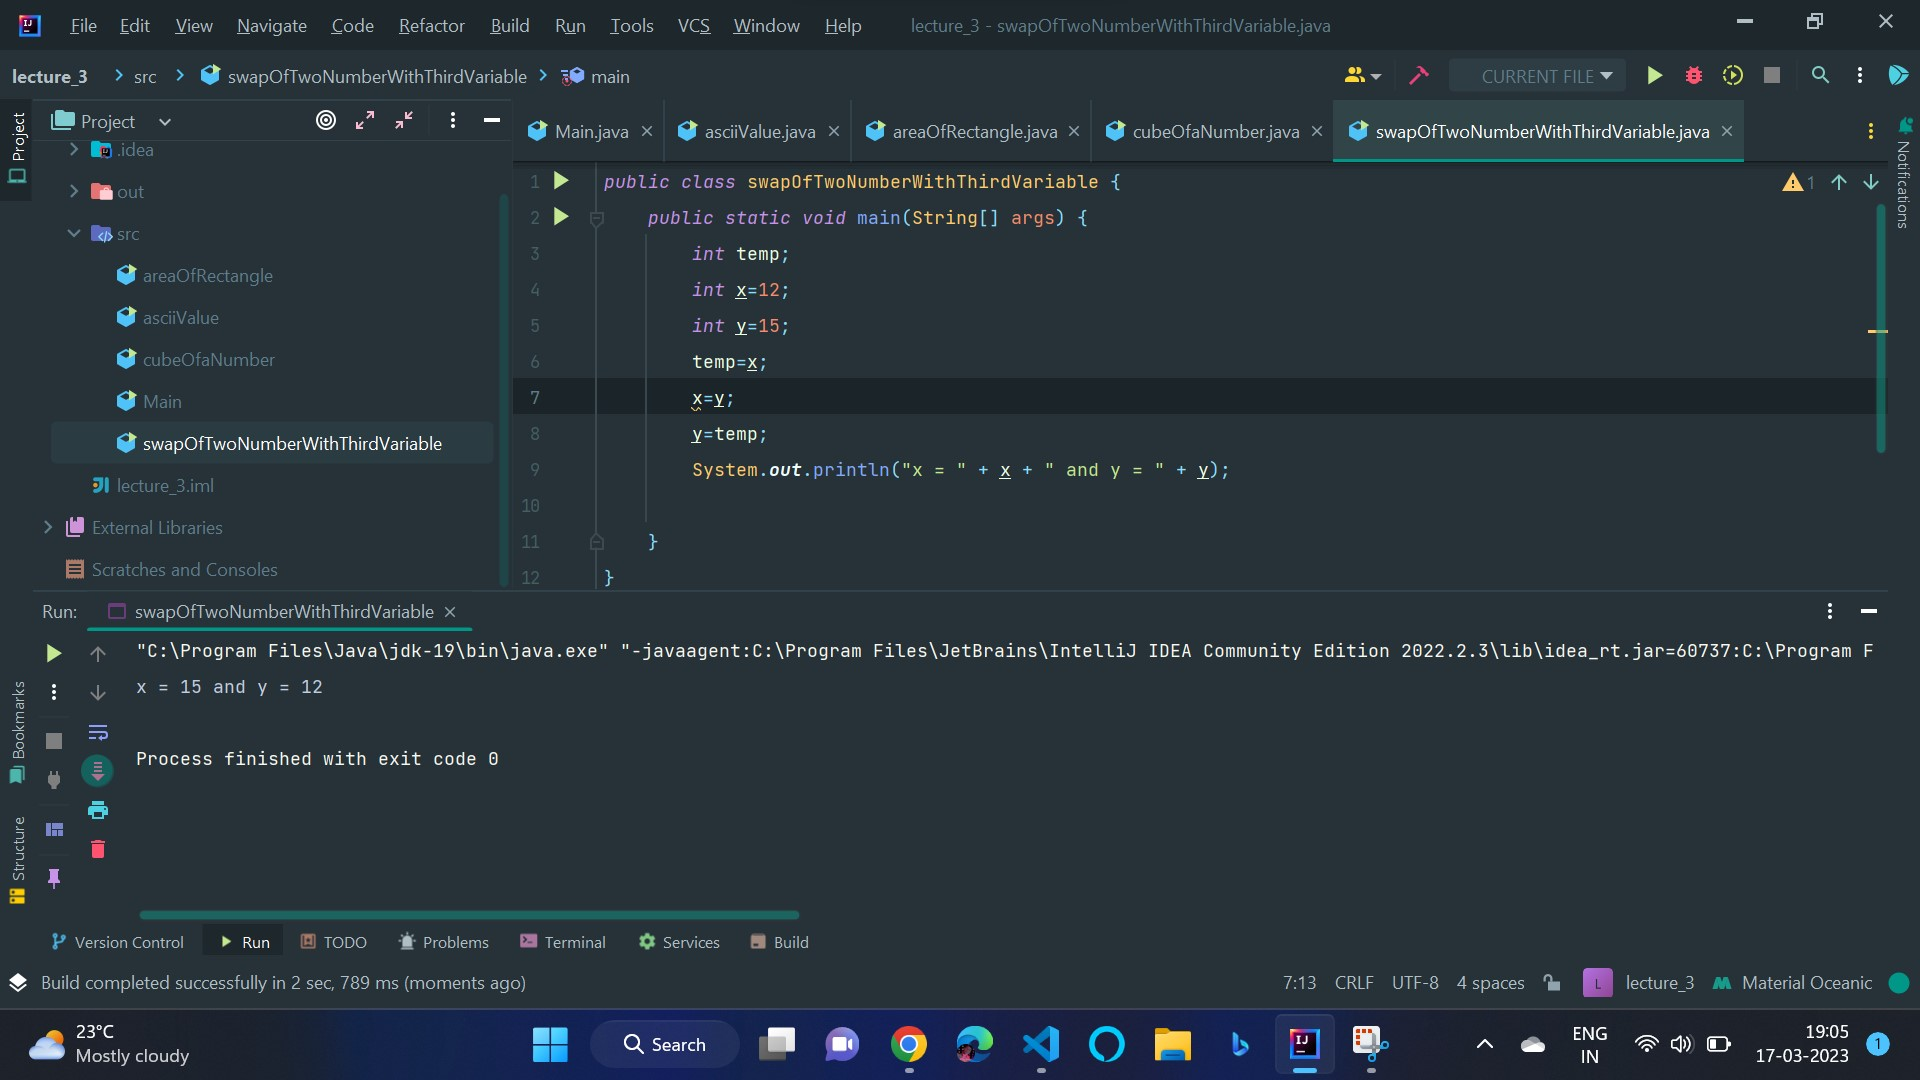 File Edit View Navigate Code Refactor Build Run Tools VCS Window Help lecture_3 - swapOfTwoNumberWithThirdVariable.java
lecture_3 src swapOfTwoNumberWithThirdVariable main CURRENT FILE
Project
Project
Main.java asciiValue.java areaOfRectangle.java cubeOfaNumber.java swapOfTwoNumberWithThirdVariable.java
Notifications
.idea
out
src
areaOfRectangle
asciiValue
cubeOfaNumber
Main
swapOfTwoNumberWithThirdVariable
lecture_3.iml
External Libraries
Scratches and Consoles
1 public class swapOfTwoNumberWithThirdVariable { 1
2 public static void main(String[] args) {
3 int temp;
4 int x=12;
5 int y=15;
6 temp=x;
7 x=y;
8 y=temp;
9 System.out.println("x = " + x + " and y = " + y);
10
11 }
12 }
Run: swapOfTwoNumberWithThirdVariable
"C:\Program Files\Java\jdk-19\bin\java.exe" "-javaagent:C:\Program Files\JetBrains\IntelliJ IDEA Community Edition 2022.2.3\lib\idea_rt.jar=60737:C:\Program F
x = 15 and y = 12
Process finished with exit code 0
Bookmarks
Structure
Version Control Run TODO Problems Terminal Services Build
Build completed successfully in 2 sec, 789 ms (moments ago) 7:13 CRLF UTF-8 4 spaces L lecture_3 Material Oceanic
23°C
Mostly cloudy
Search
IJ
ENG
IN
19:05
17-03-2023
1